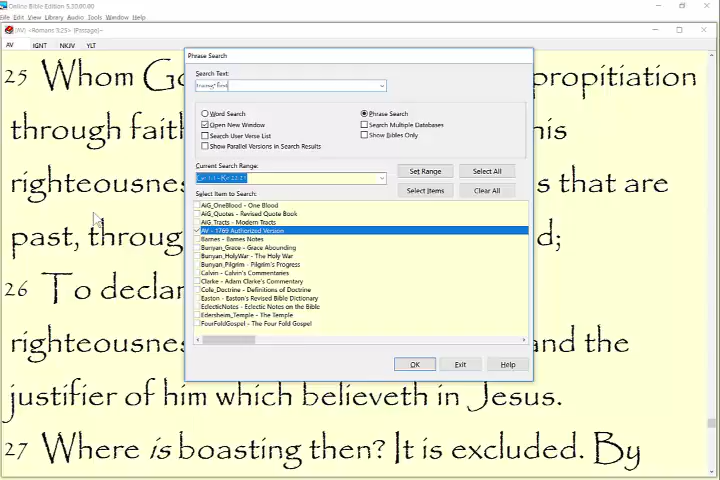 Online Bible Edition 5.10.00.00
File Edit View Library Audio Tools Window Help
(AV) <Romans 3:25> [Passage]~
AV IGNT NKJV YLT
25 Whom Go propitiation
through faith his
righteousness s that are
past, throug d;
26 To declar
righteousnes and the
justifier of him which believeth in Jesus.
27 Where is boasting then? It is excluded. By
Phrase Search
Search Text:
Word Search
Phrase Search
Open New Window
Search Multiple Databases
Search User Verse List
Show Bibles Only
Show Parallel Versions in Search Results
Current Search Range:
Set Range
Select All
Select Item to Search:
Select Items
Clear All
AiG_OneBlood - One Blood
AiG_Quotes - Revised Quote Book
AiG_Tracts - Modern Tracts
AV - 1769 Authorized Version
Barnes - Barnes Notes
Bunyan_Grace - Grace Abounding
Bunyan_HolyWar - The Holy War
Bunyan_Pilgrim - Pilgrim's Progress
Calvin - Calvin's Commentaries
Clarke - Adam Clarke's Commentary
Cole_Doctrine - Outlines of Doctrine
Easton - Easton's Revised Bible Dictionary
EclecticNotes - Eclectic Notes on the Bible
Edersheim_Temple - The Temple
FourFoldGospel - The Four Fold Gospel
OK Exit Help